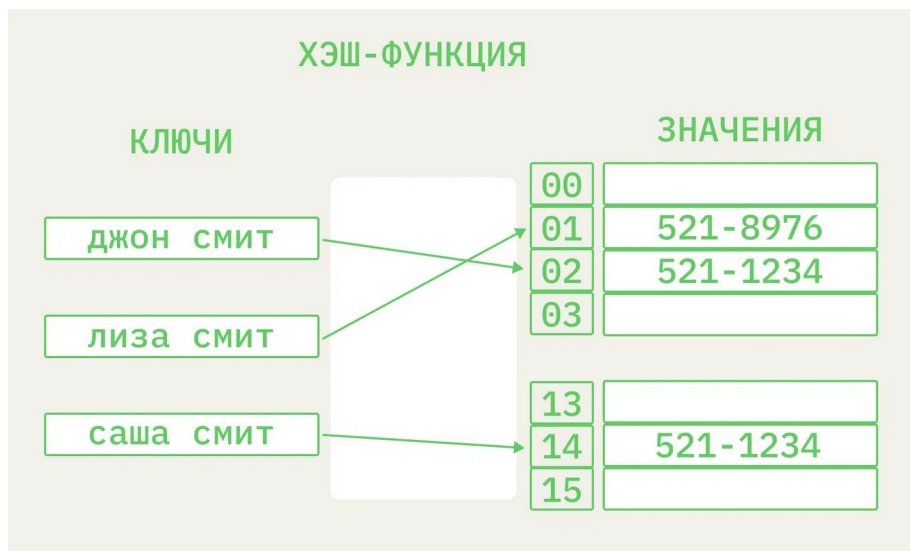 ХЭШ-ФУНКЦИЯ
КЛЮЧИ
ЗНАЧЕНИЯ
джон смит
лиза смит
саша смит
00
01 521-8976
02 521-1234
03
13
14 521-1234
15